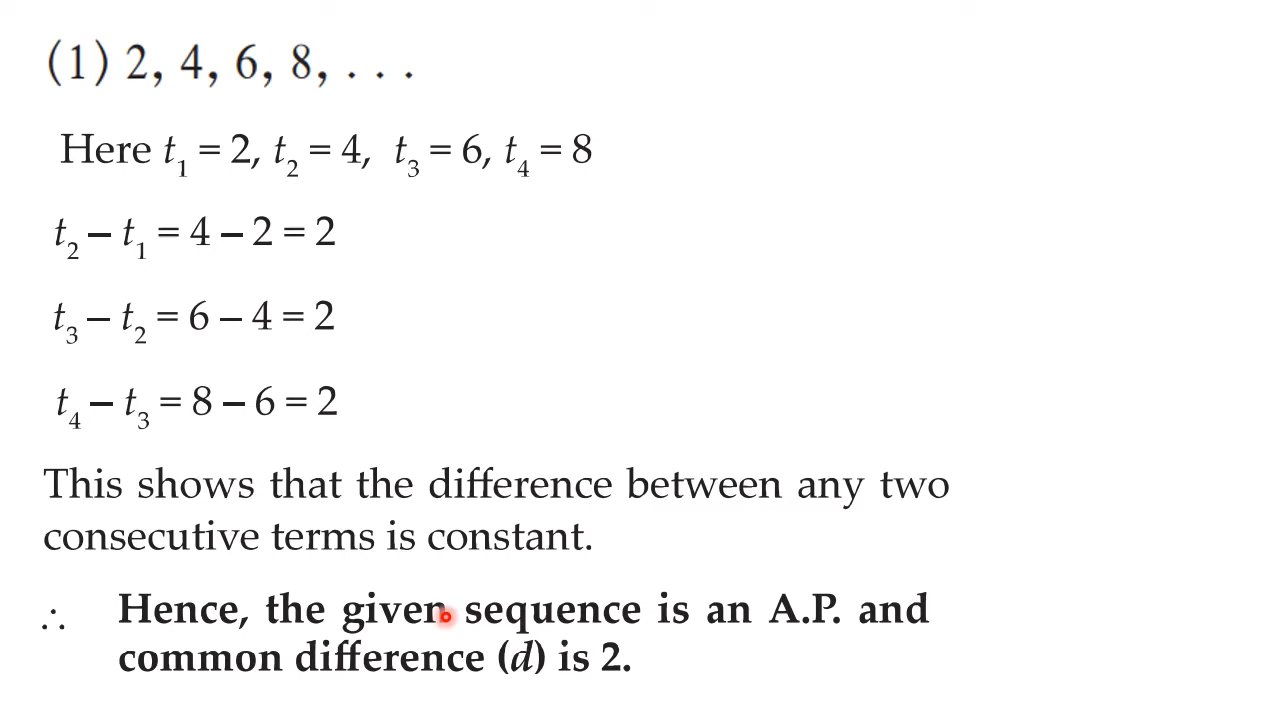 (1) 2, 4, 6, 8, . . .
Here t₁ = 2, t₂ = 4, t₃ = 6, t₄ = 8
t₂ – t₁ = 4 – 2 = 2
t₃ – t₂ = 6 – 4 = 2
t₄ – t₃ = 8 – 6 = 2
This shows that the difference between any two
consecutive terms is constant.
∴ Hence, the given sequence is an A.P. and
common difference (d) is 2.